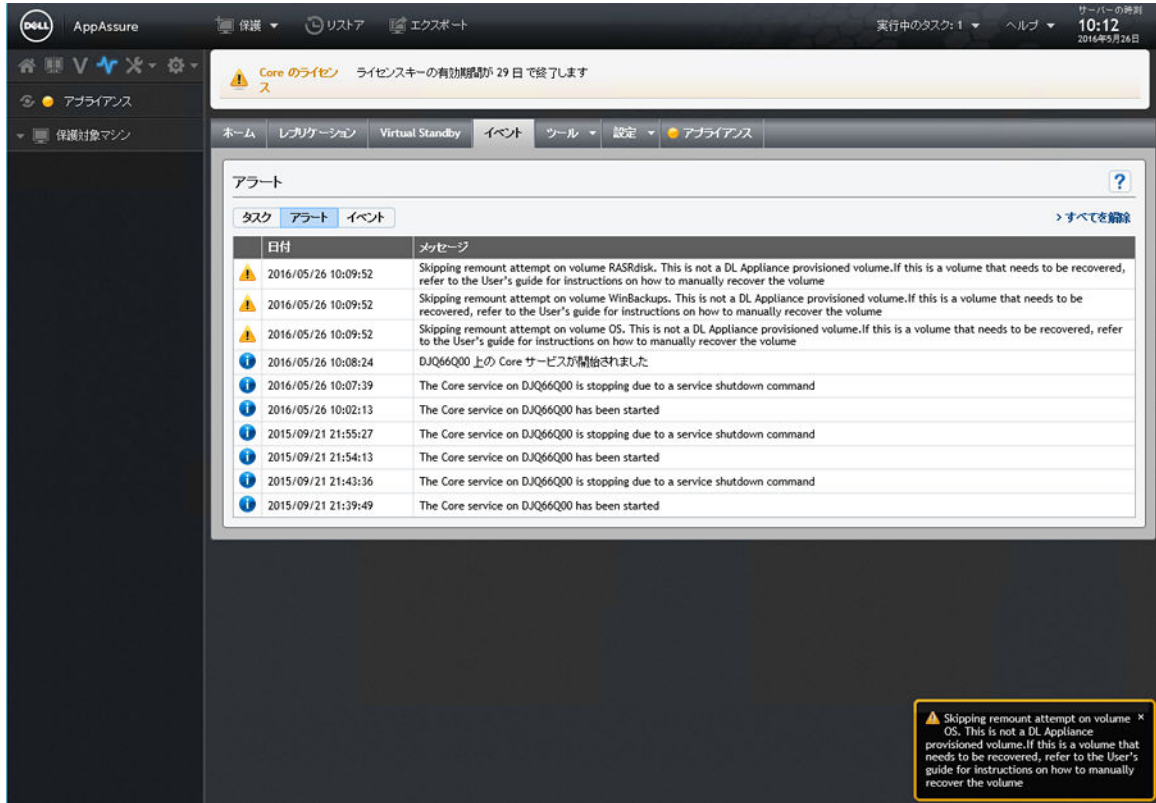 DELL AppAssure 保護 リストア エクスポート 実行中のタスク: 1 ヘルプ サーバーの時刻
10:12
2016年5月26日
V
Core のライセン
ス
ライセンスキーの有効期間が 29 日 で終了します
アプライアンス
保護対象マシン
ホーム レプリケーション Virtual Standby イベント ツール 設定 アプライアンス
アラート ?
タスク アラート イベント › すべてを解除
日付 メッセージ
2016/05/26 10:09:52 Skipping remount attempt on volume RASRdisk. This is not a DL Appliance provisioned volume.If this is a volume that needs to be recovered,
refer to the User's guide for instructions on how to manually recover the volume
2016/05/26 10:09:52 Skipping remount attempt on volume WinBackups. This is not a DL Appliance provisioned volume.If this is a volume that needs to be
recovered, refer to the User's guide for instructions on how to manually recover the volume
2016/05/26 10:09:52 Skipping remount attempt on volume OS. This is not a DL Appliance provisioned volume.If this is a volume that needs to be recovered, refer
to the User's guide for instructions on how to manually recover the volume
2016/05/26 10:08:24 DJQ66Q00 上の Core サービスが開始されました
2016/05/26 10:07:39 The Core service on DJQ66Q00 is stopping due to a service shutdown command
2016/05/26 10:02:13 The Core service on DJQ66Q00 has been started
2015/09/21 21:55:27 The Core service on DJQ66Q00 is stopping due to a service shutdown command
2015/09/21 21:54:13 The Core service on DJQ66Q00 has been started
2015/09/21 21:43:36 The Core service on DJQ66Q00 is stopping due to a service shutdown command
2015/09/21 21:39:49 The Core service on DJQ66Q00 has been started
Skipping remount attempt on volume ×
OS. This is not a DL Appliance
provisioned volume.If this is a volume that
needs to be recovered, refer to the User's
guide for instructions on how to manually
recover the volume